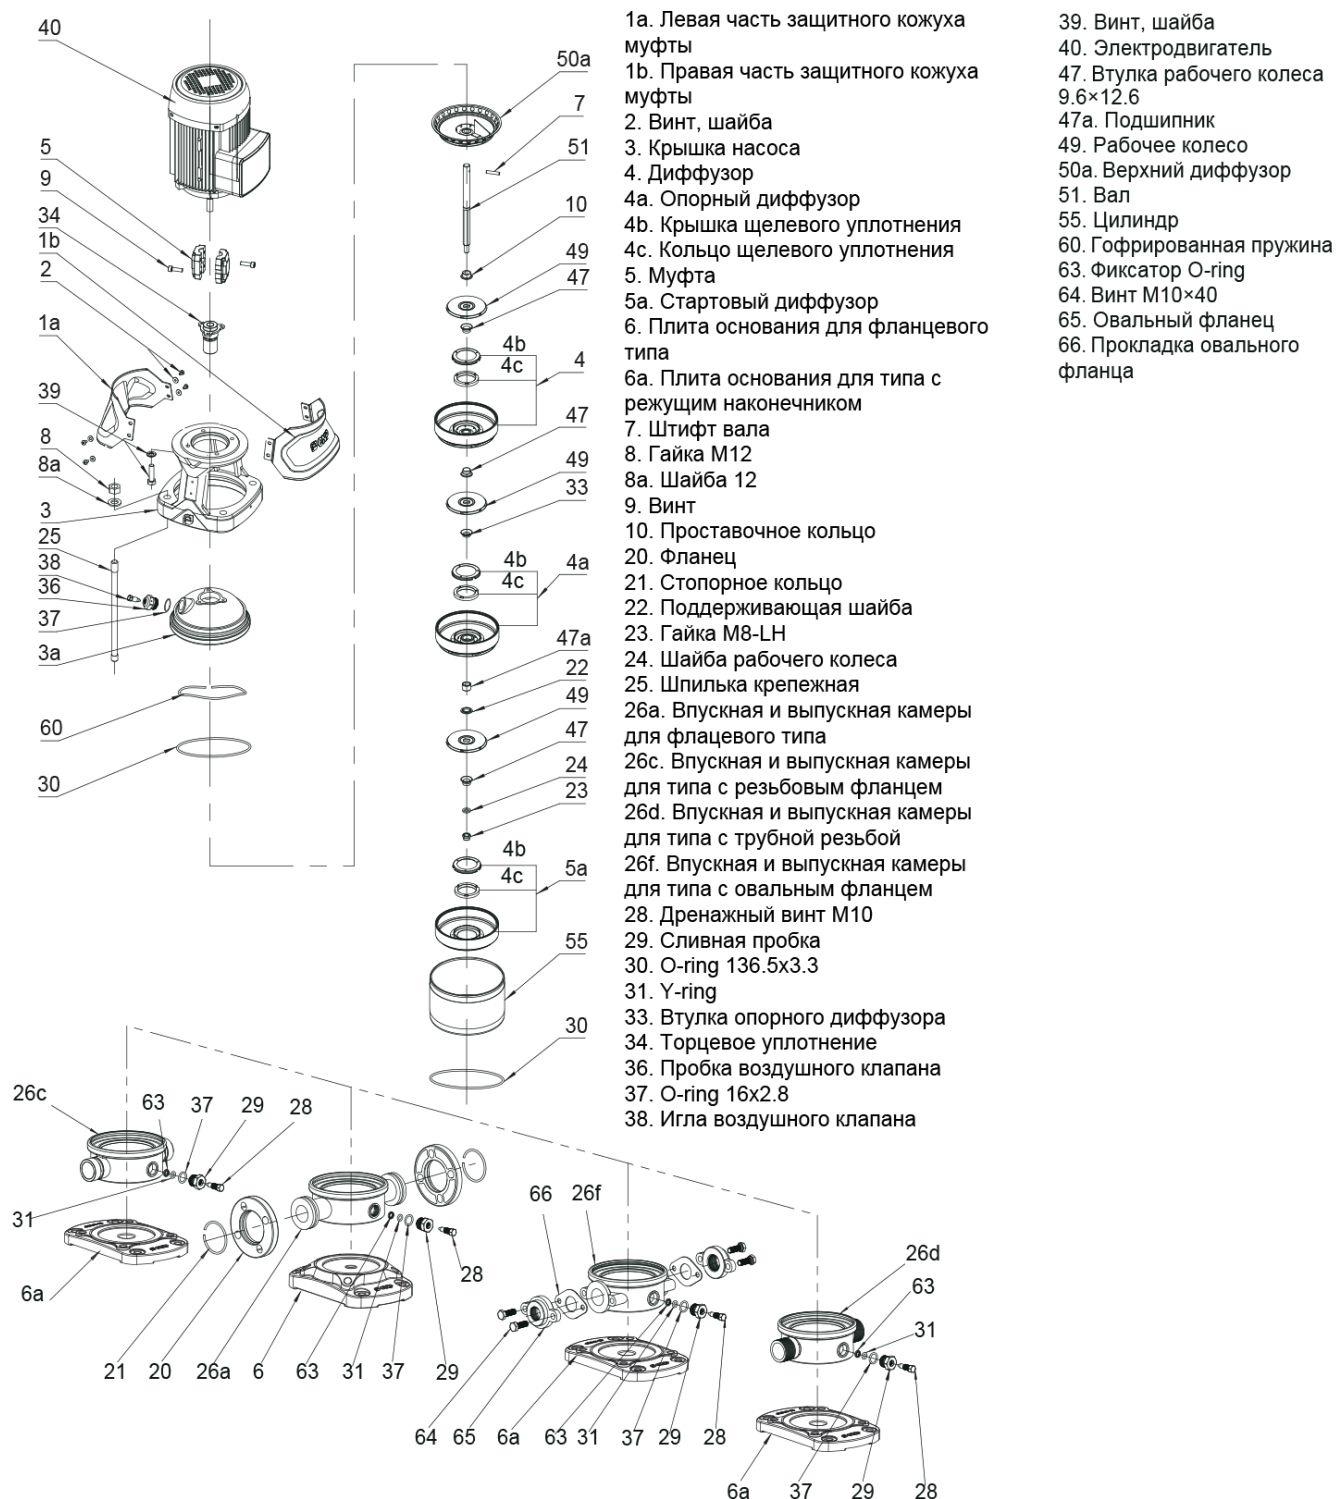 40
5
9
34
1b
2
1a
39
8
8a
3
25
38
36
37
3a
60
30
50a
7
51
10
49
47
4b
4c
4
47
49
33
4b
4c
4a
47a
22
49
47
24
23
4b
4c
5a
55
30
1a. Левая часть защитного кожуха
муфты
1b. Правая часть защитного кожуха
муфты
2. Винт, шайба
3. Крышка насоса
4. Диффузор
4a. Опорный диффузор
4b. Крышка щелевого уплотнения
4c. Кольцо щелевого уплотнения
5. Муфта
5a. Стартовый диффузор
6. Плита основания для фланцевого
типа
6a. Плита основания для типа с
режущим наконечником
7. Штифт вала
8. Гайка M12
8a. Шайба 12
9. Винт
10. Проставочное кольцо
20. Фланец
21. Стопорное кольцо
22. Поддерживающая шайба
23. Гайка M8-LH
24. Шайба рабочего колеса
25. Шпилька крепежная
26a. Впускная и выпускная камеры
для флацевого типа
26c. Впускная и выпускная камеры
для типа с резьбовым фланцем
26d. Впускная и выпускная камеры
для типа с трубной резьбой
26f. Впускная и выпускная камеры
для типа с овальным фланцем
28. Дренажный винт M10
29. Сливная пробка
30. O-ring 136.5x3.3
31. Y-ring
33. Втулка опорного диффузора
34. Торцевое уплотнение
36. Пробка воздушного клапана
37. O-ring 16x2.8
38. Игла воздушного клапана
39. Винт, шайба
40. Электродвигатель
47. Втулка рабочего колеса
9.6×12.6
47a. Подшипник
49. Рабочее колесо
50a. Верхний диффузор
51. Вал
55. Цилиндр
60. Гофрированная пружина
63. Фиксатор O-ring
64. Винт M10×40
65. Овальный фланец
66. Прокладка овального
фланца
26c
63
37
29
28
31
6a
21
20
26a
6
63
31
37
29
28
66
26f
64
65
6a
63
31
37
29
28
26d
63
31
6a
37
29
28